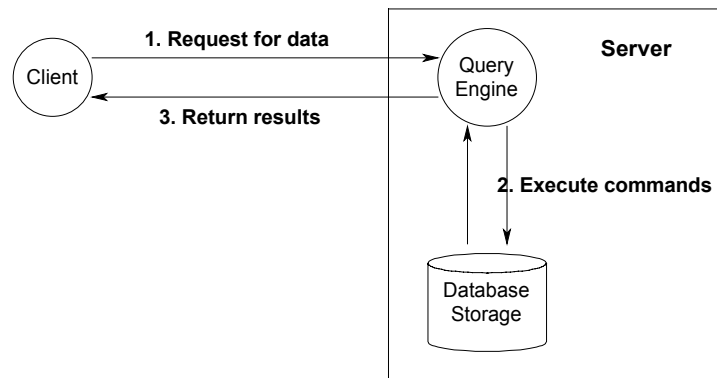 1. Request for data
Server
Client
Query
Engine
3. Return results
2. Execute commands
Database
Storage